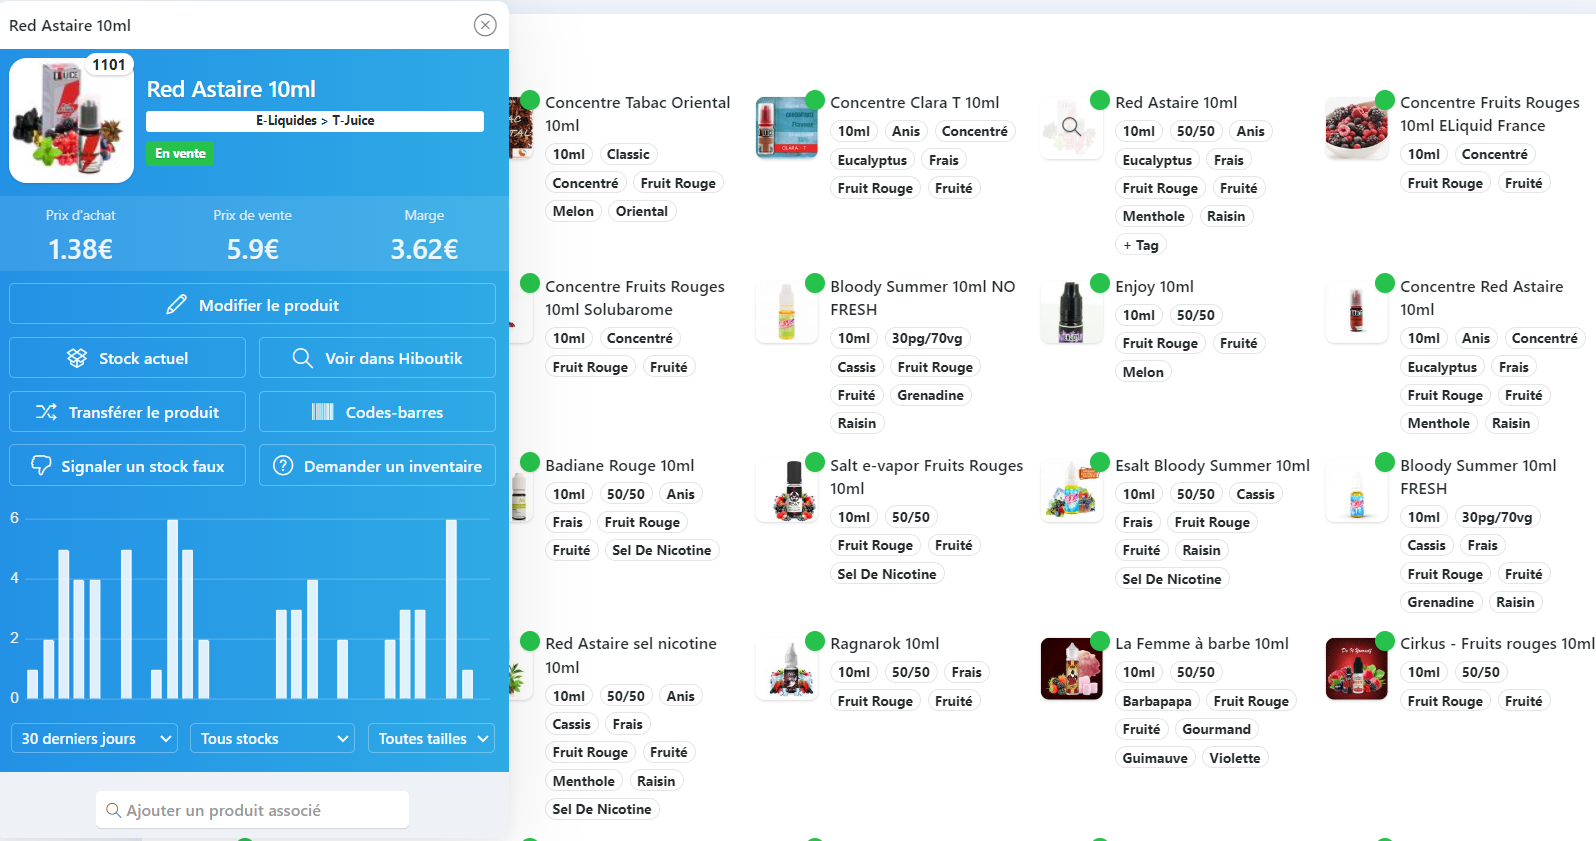 Red Astaire 10ml
1101
Red Astaire 10ml
E-Liquides > T-Juice
En vente
Prix d'achat
Prix de vente
Marge
1.38€
5.9€
3.62€
Modifier le produit
Stock actuel
Voir dans Hiboutik
Transférer le produit
Codes-barres
Signaler un stock faux
Demander un inventaire
6
4
2
0
30 derniers jours
Tous stocks
Toutes tailles
Ajouter un produit associé
Concentre Tabac Oriental
10ml
10ml Classic
Concentré Fruit Rouge
Melon Oriental
Concentre Clara T 10ml
10ml Anis Concentré
Eucalyptus Frais
Fruit Rouge Fruité
Red Astaire 10ml
10ml 50/50 Anis
Eucalyptus Frais
Fruit Rouge Fruité
Menthole Raisin
+ Tag
Concentre Fruits Rouges
10ml ELiquid France
10ml Concentré
Fruit Rouge Fruité
Concentre Fruits Rouges
10ml Solubarome
10ml Concentré
Fruit Rouge Fruité
Bloody Summer 10ml NO
FRESH
10ml 30pg/70vg
Cassis Fruit Rouge
Fruité Grenadine
Raisin
Enjoy 10ml
10ml 50/50
Fruit Rouge Fruité
Melon
Concentre Red Astaire
10ml
10ml Anis Concentré
Eucalyptus Frais
Fruit Rouge Fruité
Menthole Raisin
Badiane Rouge 10ml
10ml 50/50 Anis
Frais Fruit Rouge
Fruité Sel De Nicotine
Salt e-vapor Fruits Rouges
10ml
10ml 50/50
Fruit Rouge Fruité
Sel De Nicotine
Esalt Bloody Summer 10ml
10ml 50/50 Cassis
Frais Fruit Rouge
Fruité Raisin
Sel De Nicotine
Bloody Summer 10ml
FRESH
10ml 30pg/70vg
Cassis Frais
Fruit Rouge Fruité
Grenadine Raisin
Red Astaire sel nicotine
10ml
10ml 50/50 Anis
Cassis Frais
Fruit Rouge Fruité
Menthole Raisin
Sel De Nicotine
Ragnarok 10ml
10ml 50/50 Frais
Fruit Rouge Fruité
La Femme à barbe 10ml
10ml 50/50
Barbapapa Fruit Rouge
Fruité Gourmand
Guimauve Violette
Cirkus - Fruits rouges 10ml
10ml 50/50
Fruit Rouge Fruité